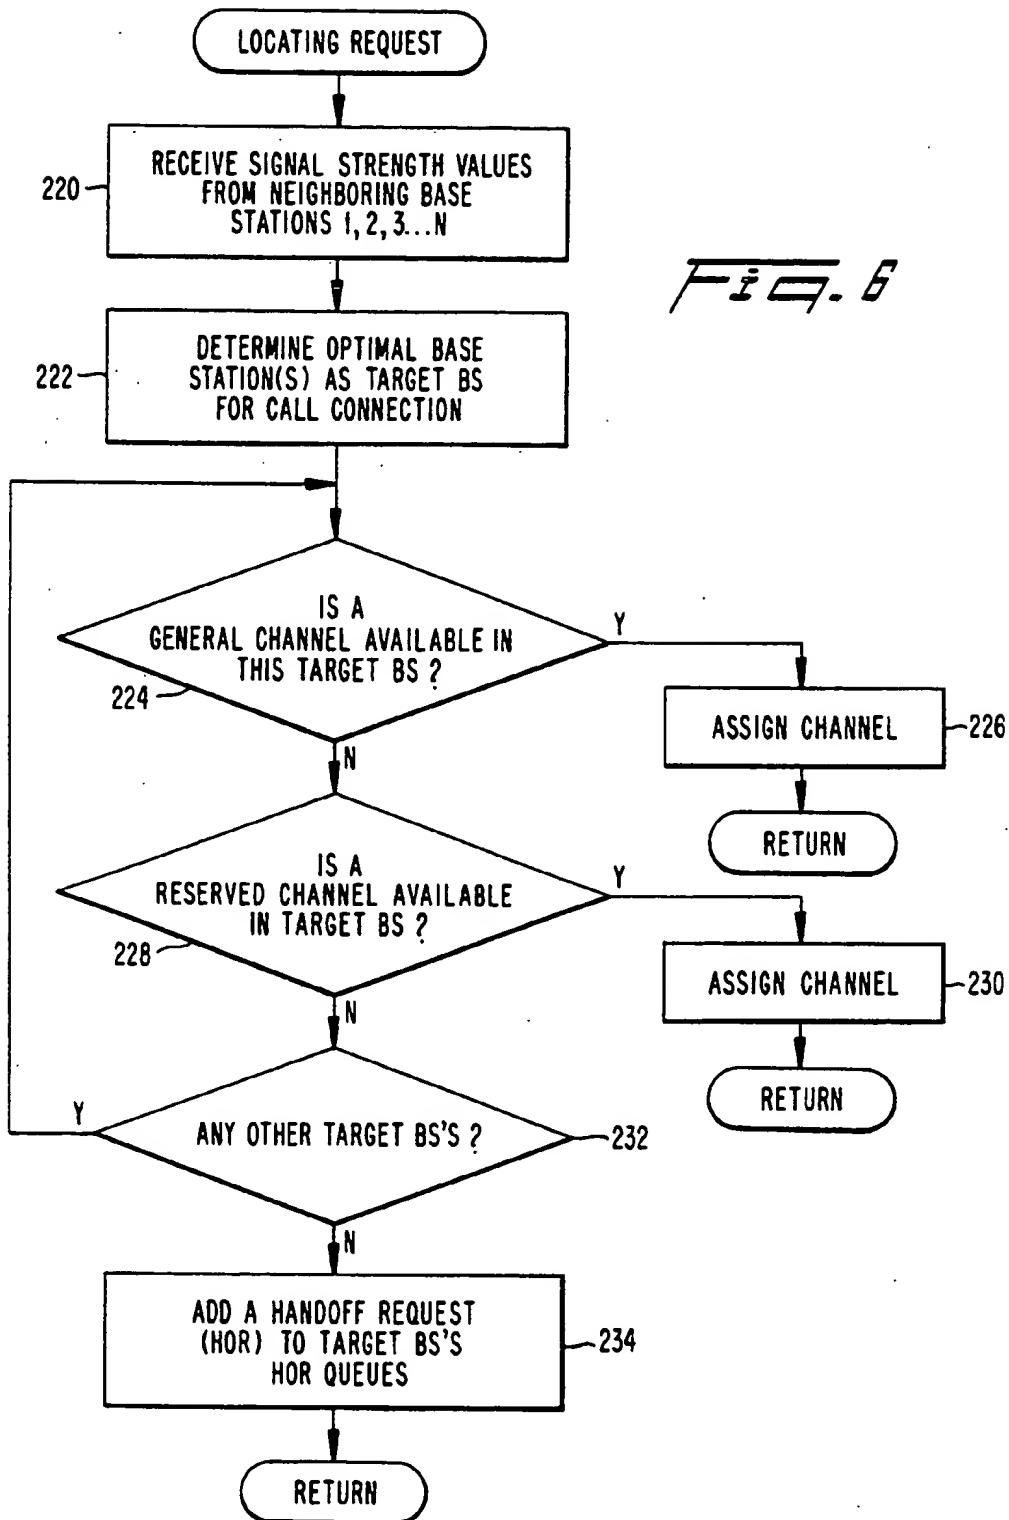 LOCATING REQUEST
220
RECEIVE SIGNAL STRENGTH VALUES
FROM NEIGHBORING BASE
STATIONS 1, 2, 3...N
Fig. 6
222
DETERMINE OPTIMAL BASE
STATION(S) AS TARGET BS
FOR CALL CONNECTION
IS A
GENERAL CHANNEL AVAILABLE IN
THIS TARGET BS ?
224
Y
ASSIGN CHANNEL
226
RETURN
N
IS A
RESERVED CHANNEL AVAILABLE
IN TARGET BS ?
228
Y
ASSIGN CHANNEL
230
RETURN
N
Y
ANY OTHER TARGET BS'S ?
232
N
ADD A HANDOFF REQUEST
(HOR) TO TARGET BS'S
HOR QUEUES
234
RETURN